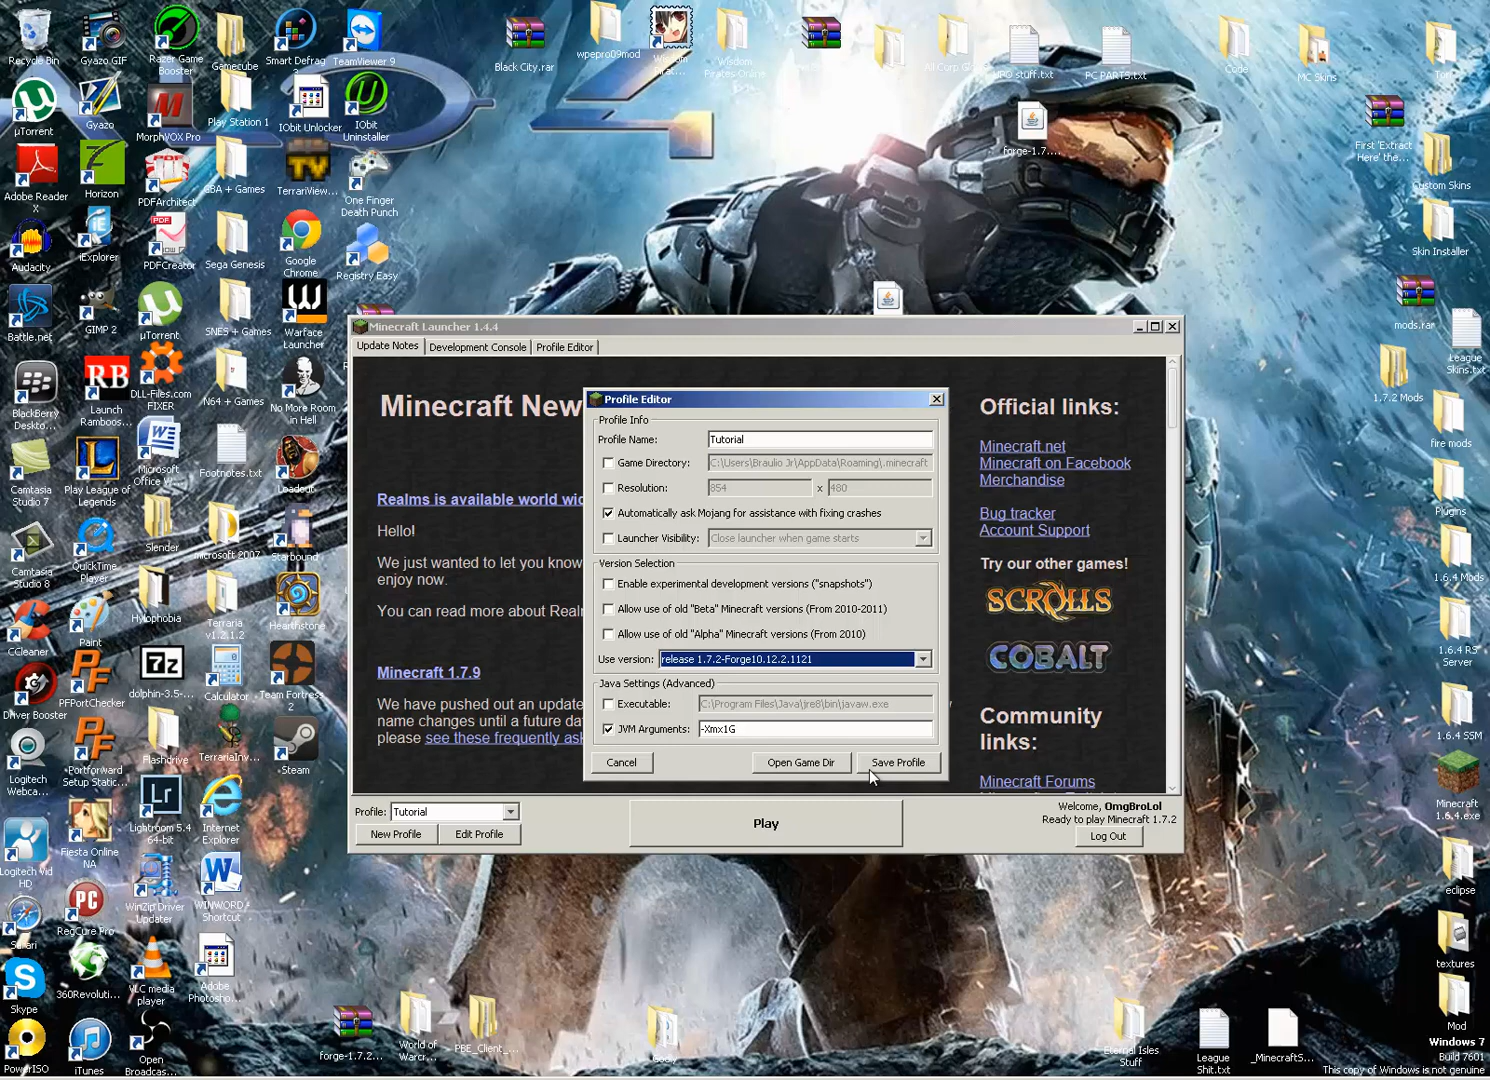 Recycle Bin
Gyazo.GIF
Razer Game
Booster
Gamecube
Smart Defrag
TeamViewer 9
Black City.rar
wpepro09mod
Wisdom
Pirates Online
UFO stuff.txt
PC PARTS.txt
Code
MC Skins
µTorrent
Gyazo
MorphVOX Pro
Play Station 1
IObit Unlocker
IObit
Uninstaller
forge-1.7....
First 'Extract
Here' the...
Adobe Reader
X
Horizon
PDFArchitect
GBA + Games
TerrariView...
One Finger
Death Punch
Custom Skins
Audacity
iExplorer
PDFCreator
Sega Genesis
Google
Chrome
Registry Easy
Skin Installer
Battle.net
GIMP 2
µTorrent
SNES + Games
Warface
Launcher
mods.rar
League
Skins.txt
BlackBerry
Deskto...
Launch
Ramboos...
DLL-Files.com
FIXER
N64 + Games
No More Room
in Hell
1.7.2 Mods
fire mods
Camtasia
Studio 7
Play League of
Legends
Microsoft
Office W...
Footnotes.txt
Loadout
Plugins
Camtasia
Studio 8
QuickTime
Player
Slender
microsoft 2007
Starbound
1.6.4 Mods
CCleaner
Paint
Hylophobia
Terraria
v1.2.1.2
Hearthstone
1.6.4 RS
Server
Driver Booster
PFPortChecker
dolphin-3.5-...
Calculator
Team Fortress
2
1.6.4 SSM
Logitech
Webca...
Portforward
Setup Static...
Flashdrive
TerrariaInv...
Steam
Minecraft
1.6.4.exe
Logitech Vid
HD
Fiesta Online
NA
Lightroom 5.4
64-bit
Internet
Explorer
eclipse
Safari
RegCure Pro
WinZip Driver
Updater
WINWORD -
Shortcut
textures
Skype
360Revoluti...
VLC media
player
Adobe
Photosho...
Mod
PowerISO
iTunes
Open
Broadcas...
forge-1.7.2...
World of
Warcr...
PBE_Client_...
Eternal Isles
Stuff
League
Shit.txt
_MinecraftS...
Windows 7
Build 7601
This copy of Windows is not genuine
Minecraft Launcher 1.4.4
Update Notes
Development Console
Profile Editor
Minecraft New
Realms is available world wid
Hello!
We just wanted to let you know
enjoy now.
You can read more about Realm
Minecraft 1.7.9
We have pushed out an update
name changes until a future dat
please see these frequently ask
Official links:
Minecraft.net
Minecraft on Facebook
Merchandise
Bug tracker
Account Support
Try our other games!
SCROLLS
COBALT
Community
links:
Minecraft Forums
Profile Editor
Profile Info
Profile Name: Tutorial
Game Directory: C:\Users\Braulio Jr\AppData\Roaming\.minecraft
Resolution: 854 x 480
Automatically ask Mojang for assistance with fixing crashes
Launcher Visibility: Close launcher when game starts
Version Selection
Enable experimental development versions ("snapshots")
Allow use of old "Beta" Minecraft versions (From 2010-2011)
Allow use of old "Alpha" Minecraft versions (From 2010)
Use version: release 1.7.2-Forge10.12.2.1121
Java Settings (Advanced)
Executable: C:\Program Files\Java\jre8\bin\javaw.exe
JVM Arguments: -Xmx1G
Cancel
Open Game Dir
Save Profile
Profile: Tutorial
New Profile
Edit Profile
Play
Welcome, OmgBroLol
Ready to play Minecraft 1.7.2
Log Out